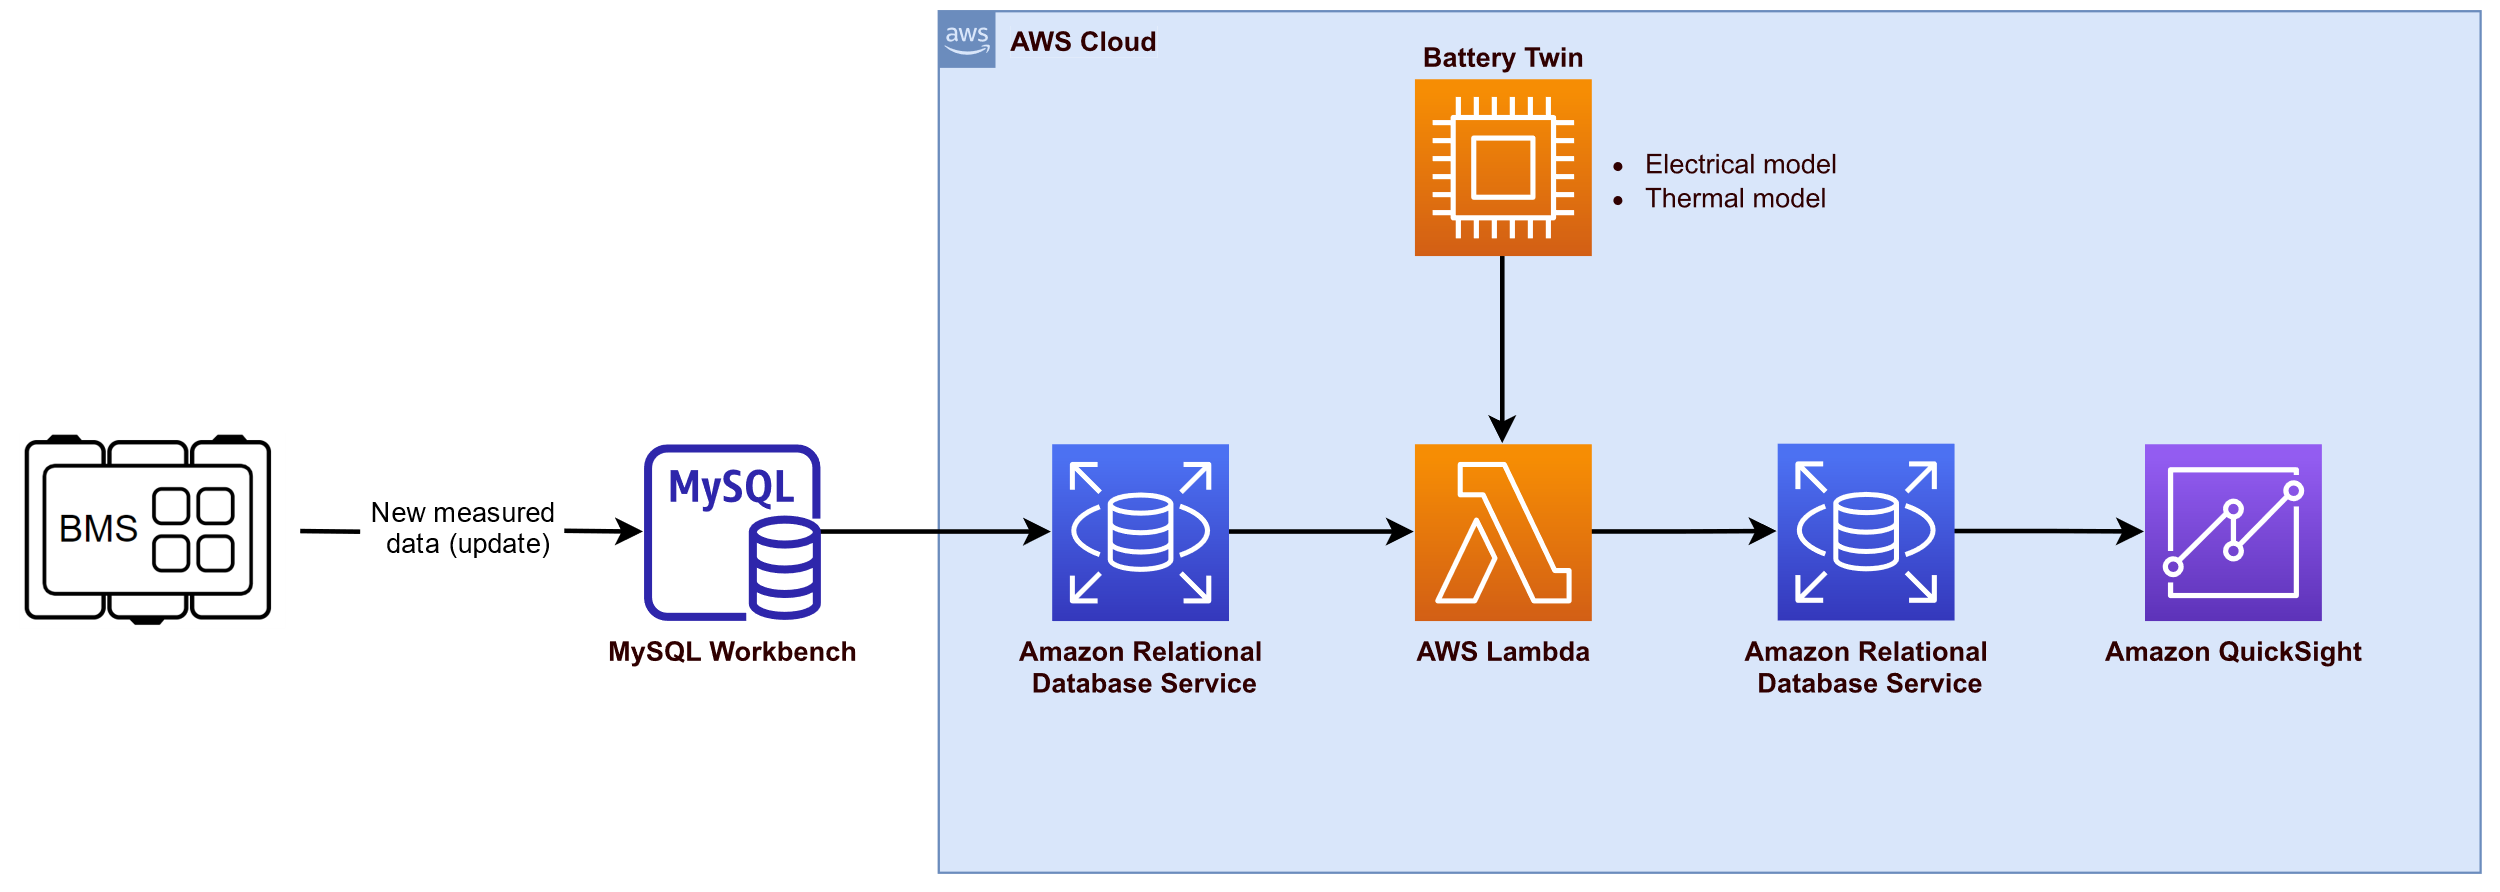 aws
AWS Cloud
Battery Twin
Electrical model
Thermal model
BMS
New measured
data (update)
MySQL
MySQL Workbench
Amazon Relational
Database Service
AWS Lambda
Amazon Relational
Database Service
Amazon QuickSight